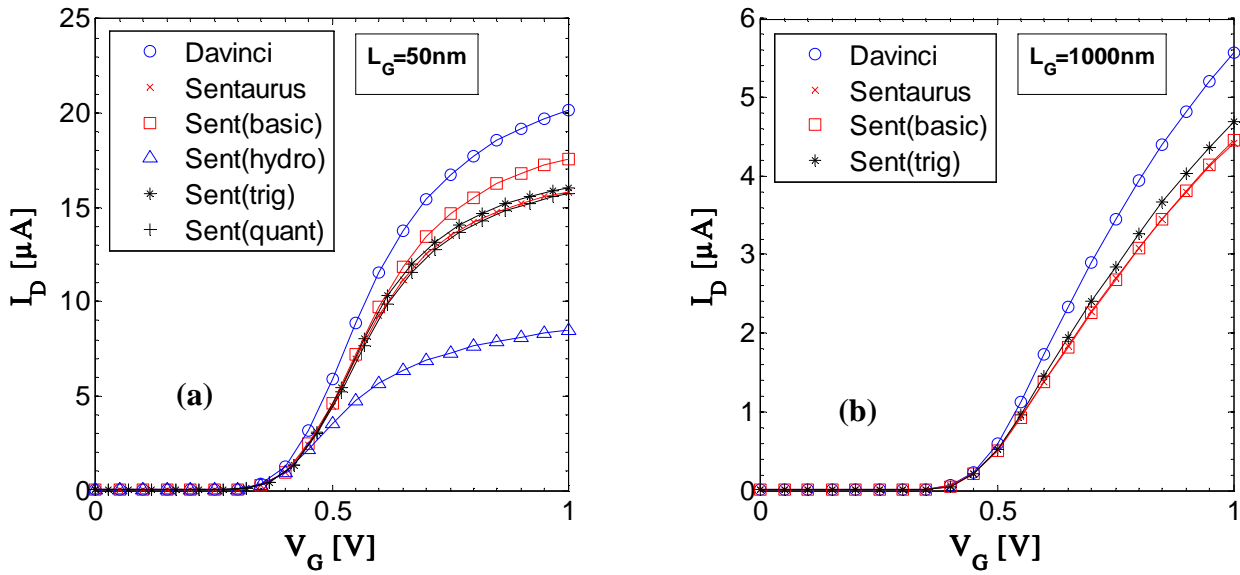 25
20
15
10
5
0
I_D [µA]
Davinci
Sentaurus
Sent(basic)
Sent(hydro)
Sent(trig)
Sent(quant)
L_G=50nm
(a)
0
0.5
1
V_G [V]
6
5
4
3
2
1
0
I_D [µA]
Davinci
Sentaurus
Sent(basic)
Sent(trig)
L_G=1000nm
(b)
0
0.5
1
V_G [V]